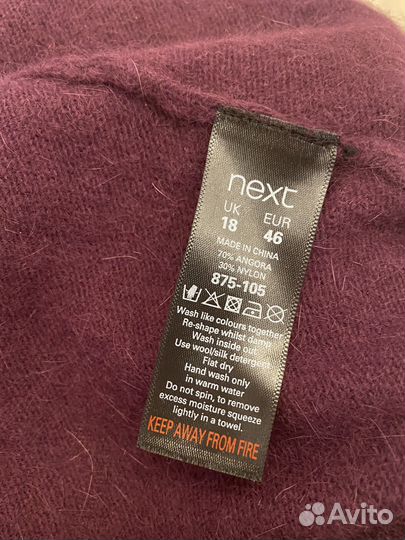 next
UK EUR
18 46
MADE IN CHINA
70% ANGORA
30% NYLON
875-105
Wash like colours together
Re-shape whilst damp
Wash inside out
Use wool/silk detergent
Flat dry
Hand wash only
in warm water
Do not spin, to remove
excess moisture squeeze
lightly in a towel.
KEEP AWAY FROM FIRE
Avito